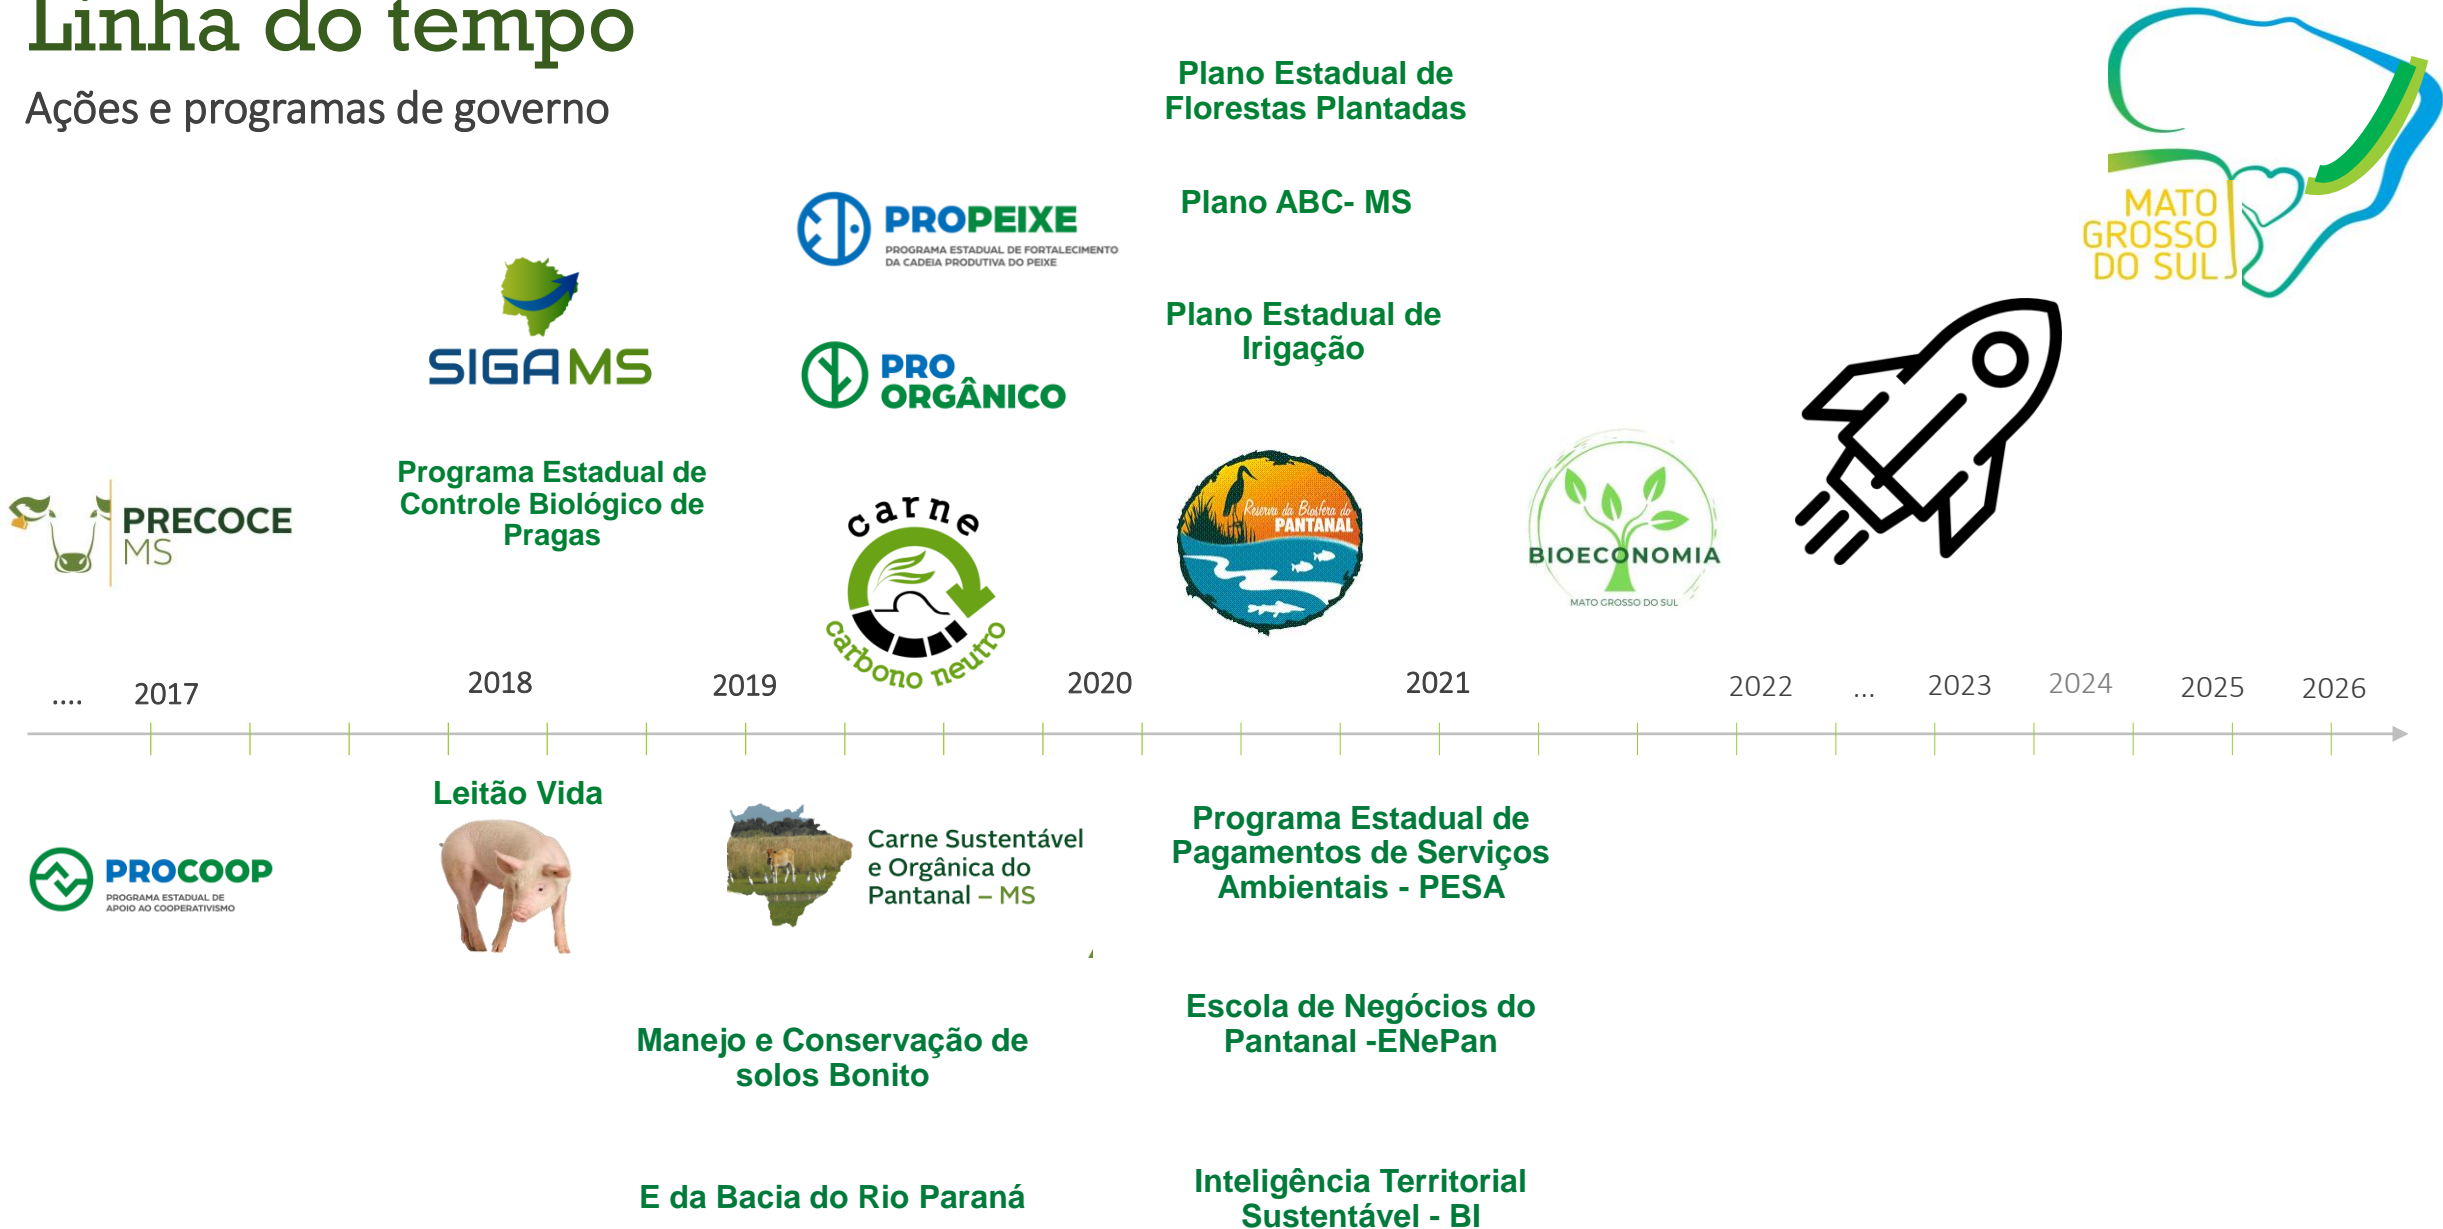 Linha do tempo
Ações e programas de governo
Plano Estadual de
Florestas Plantadas
Plano ABC- MS
Plano Estadual de
Irigação
MATO
GROSSO
DO SUL
PROPEIXE
PROGRAMA ESTADUAL DE FORTALECIMENTO
DA CADEIA PRODUTIVA DO PEIXE
SIGAMS
PRO
ORGÂNICO
Programa Estadual de
Controle Biológico de
Pragas
PRECOCE
MS
carne
carbono neutro
Reserva da Biosfera do
PANTANAL
BIOECONOMIA
MATO GROSSO DO SUL
.... 2017 2018 2019 2020 2021 2022 ... 2023 2024 2025 2026
Leitão Vida
PROCOOP
PROGRAMA ESTADUAL DE
APOIO AO COOPERATIVISMO
Carne Sustentável
e Orgânica do
Pantanal – MS
Programa Estadual de
Pagamentos de Serviços
Ambientais - PESA
Manejo e Conservação de
solos Bonito
Escola de Negócios do
Pantanal -ENePan
E da Bacia do Rio Paraná
Inteligência Territorial
Sustentável - BI